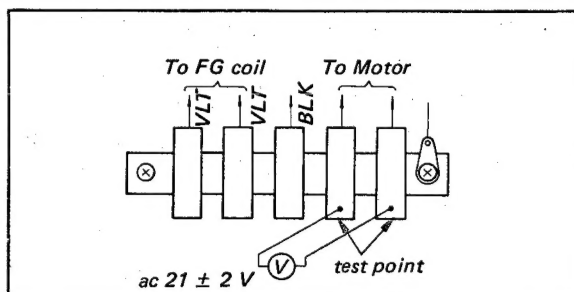 To FG coil To Motor
VLT VLT BLK
test point
ac 21 ± 2 V V